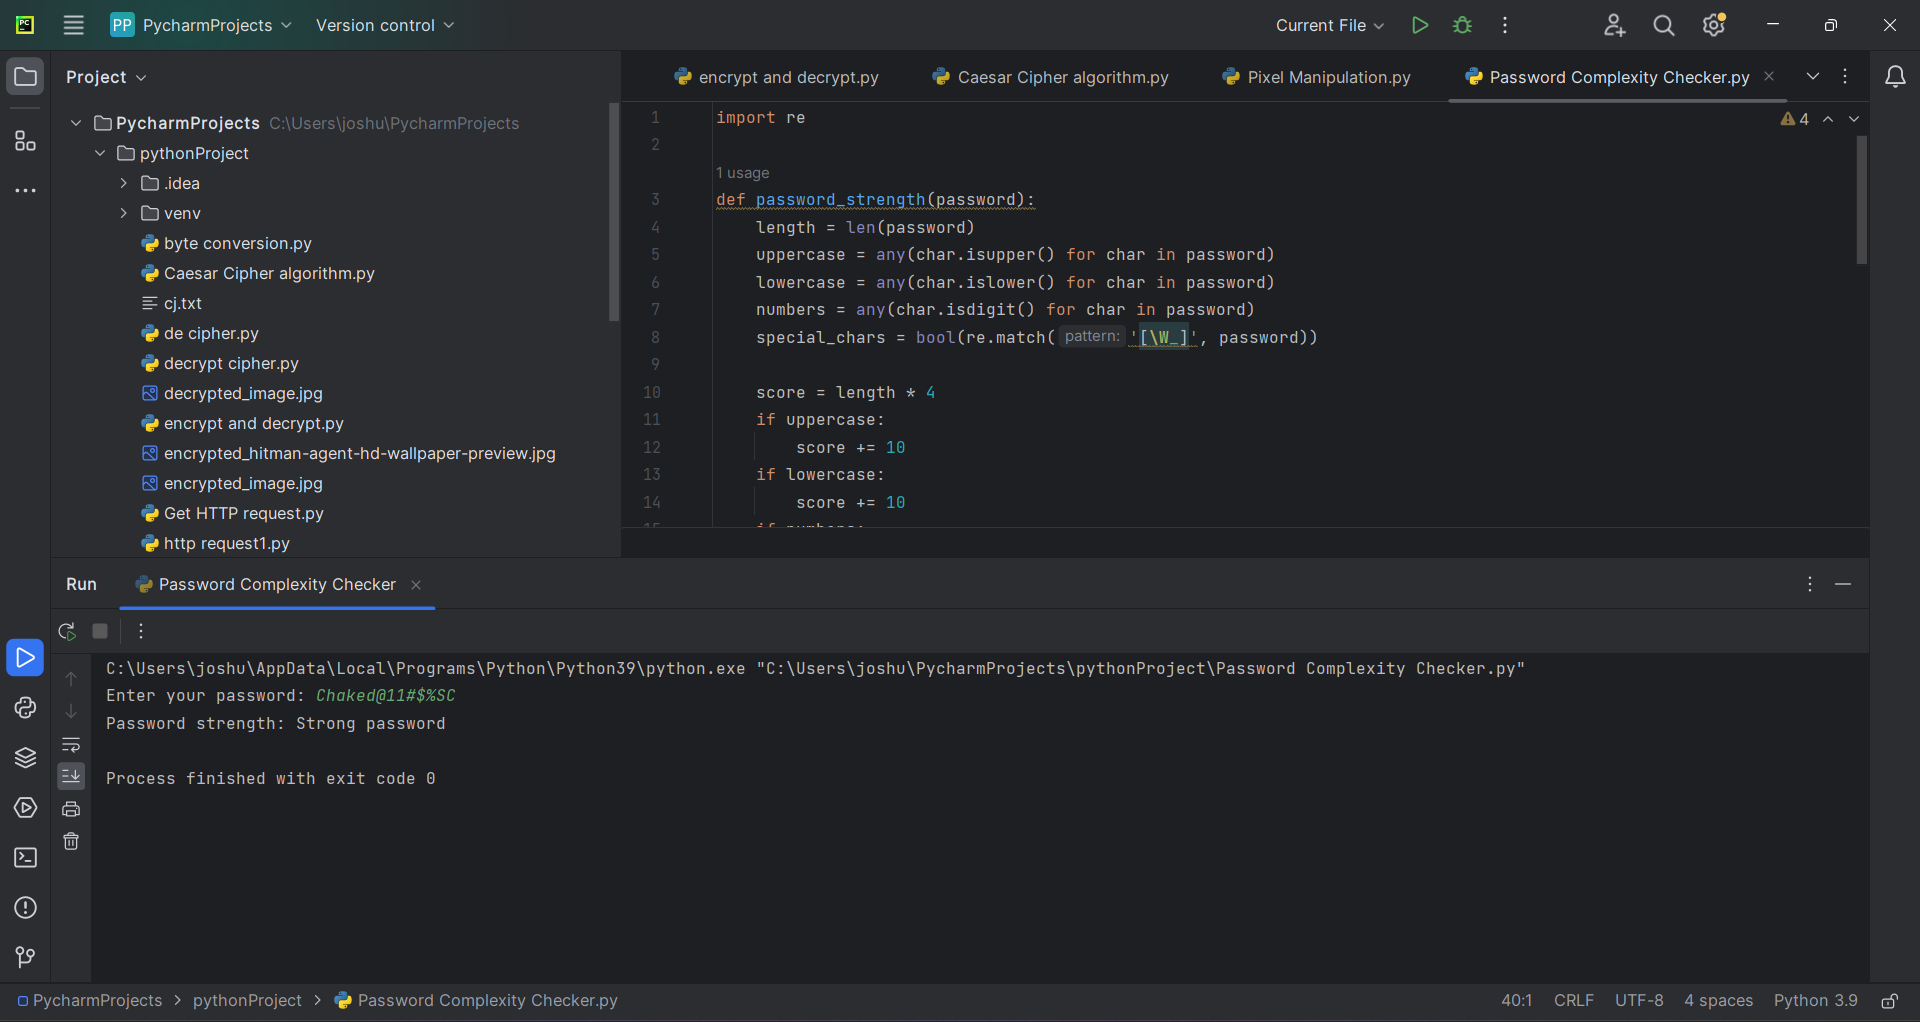 PC
PP PycharmProjects Version control
Current File
Project
PycharmProjects C:\Users\joshu\PycharmProjects
pythonProject
.idea
venv
byte conversion.py
Caesar Cipher algorithm.py
cj.txt
de cipher.py
decrypt cipher.py
decrypted_image.jpg
encrypt and decrypt.py
encrypted_hitman-agent-hd-wallpaper-preview.jpg
encrypted_image.jpg
Get HTTP request.py
http request1.py
encrypt and decrypt.py Caesar Cipher algorithm.py Pixel Manipulation.py Password Complexity Checker.py
4
1 import re
2
1 usage
3 def password_strength(password):
4 length = len(password)
5 uppercase = any(char.isupper() for char in password)
6 lowercase = any(char.islower() for char in password)
7 numbers = any(char.isdigit() for char in password)
8 special_chars = bool(re.match( pattern: '[\W_]', password))
9
10 score = length * 4
11 if uppercase:
12 score += 10
13 if lowercase:
14 score += 10
15 if numbers:
Run Password Complexity Checker
C:\Users\joshu\AppData\Local\Programs\Python\Python39\python.exe "C:\Users\joshu\PycharmProjects\pythonProject\Password Complexity Checker.py"
Enter your password: Chaked@11#$%SC
Password strength: Strong password
Process finished with exit code 0
PycharmProjects > pythonProject > Password Complexity Checker.py
40:1 CRLF UTF-8 4 spaces Python 3.9